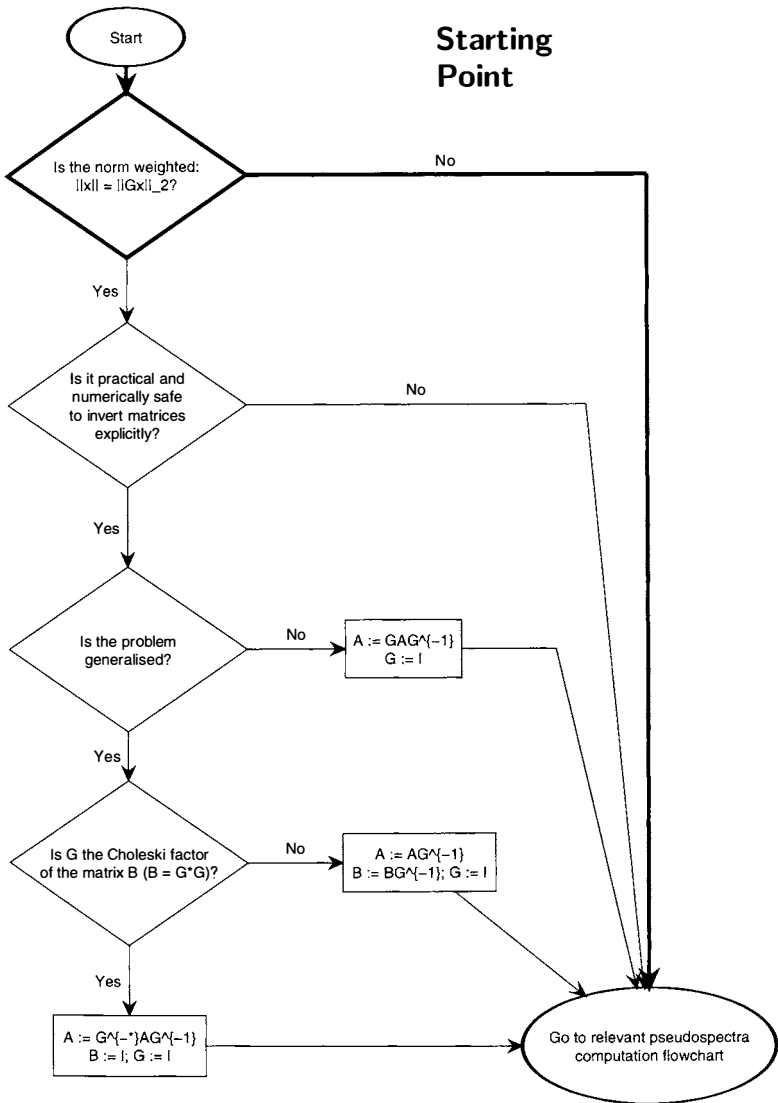 Starting
Point
Start
Is the norm weighted:
||x|| = ||Gx||_2?
No
Yes
Is it practical and
numerically safe
to invert matrices
explicitly?
No
Yes
Is the problem
generalised?
No
A := GAG^{-1}
G := I
Yes
Is G the Choleski factor
of the matrix B (B = G*G)?
No
A := AG^{-1}
B := BG^{-1}; G := I
Yes
A := G^{-*}AG^{-1}
B := I; G := I
Go to relevant pseudospectra
computation flowchart